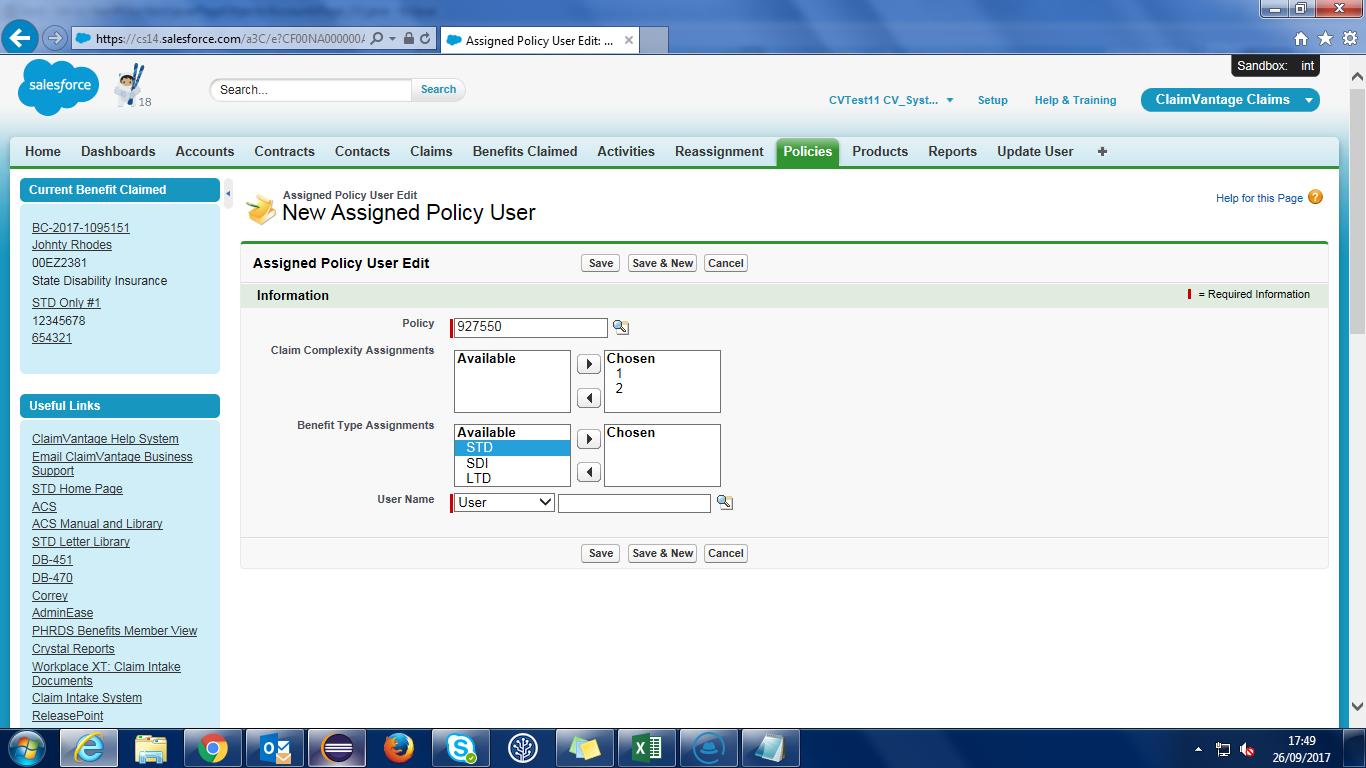 https://cs14.salesforce.com/a3C/e?CF00NA000000
Assigned Policy User Edit: ...
Sandbox: int
salesforce
18
Search...
Search
CVTest11 CV_Syst...
Setup
Help & Training
ClaimVantage Claims
Home Dashboards Accounts Contracts Contacts Claims Benefits Claimed Activities Reassignment Policies Products Reports Update User +
Current Benefit Claimed
BC-2017-1095151
Johnty Rhodes
00EZ2381
State Disability Insurance
STD Only #1
12345678
654321
Useful Links
ClaimVantage Help System
Email ClaimVantage Business
Support
STD Home Page
ACS
ACS Manual and Library
STD Letter Library
DB-451
DB-470
Correy
AdminEase
PHRDS Benefits Member View
Crystal Reports
Workplace XT: Claim Intake
Documents
Claim Intake System
ReleasePoint
Assigned Policy User Edit
New Assigned Policy User
Help for this Page
Assigned Policy User Edit
Save Save & New Cancel
Information
= Required Information
Policy
927550
Claim Complexity Assignments
Available
Chosen
1
2
Benefit Type Assignments
Available
STD
SDI
LTD
Chosen
User Name
User
Save Save & New Cancel
17:49
26/09/2017